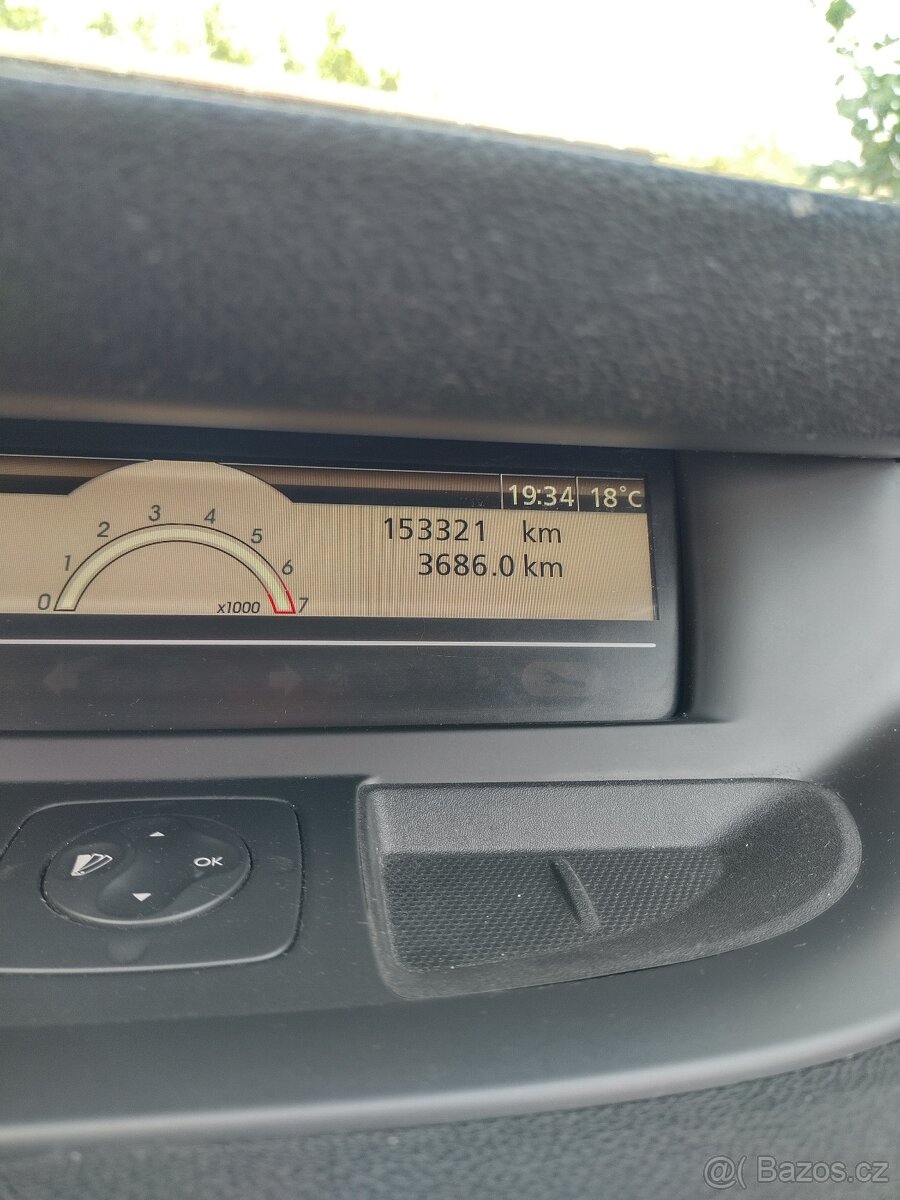 19:34 18°C
153321 km
3686.0 km
0 1 2 3 4 5 6 7
x1000
OK
@( Bazos.cz